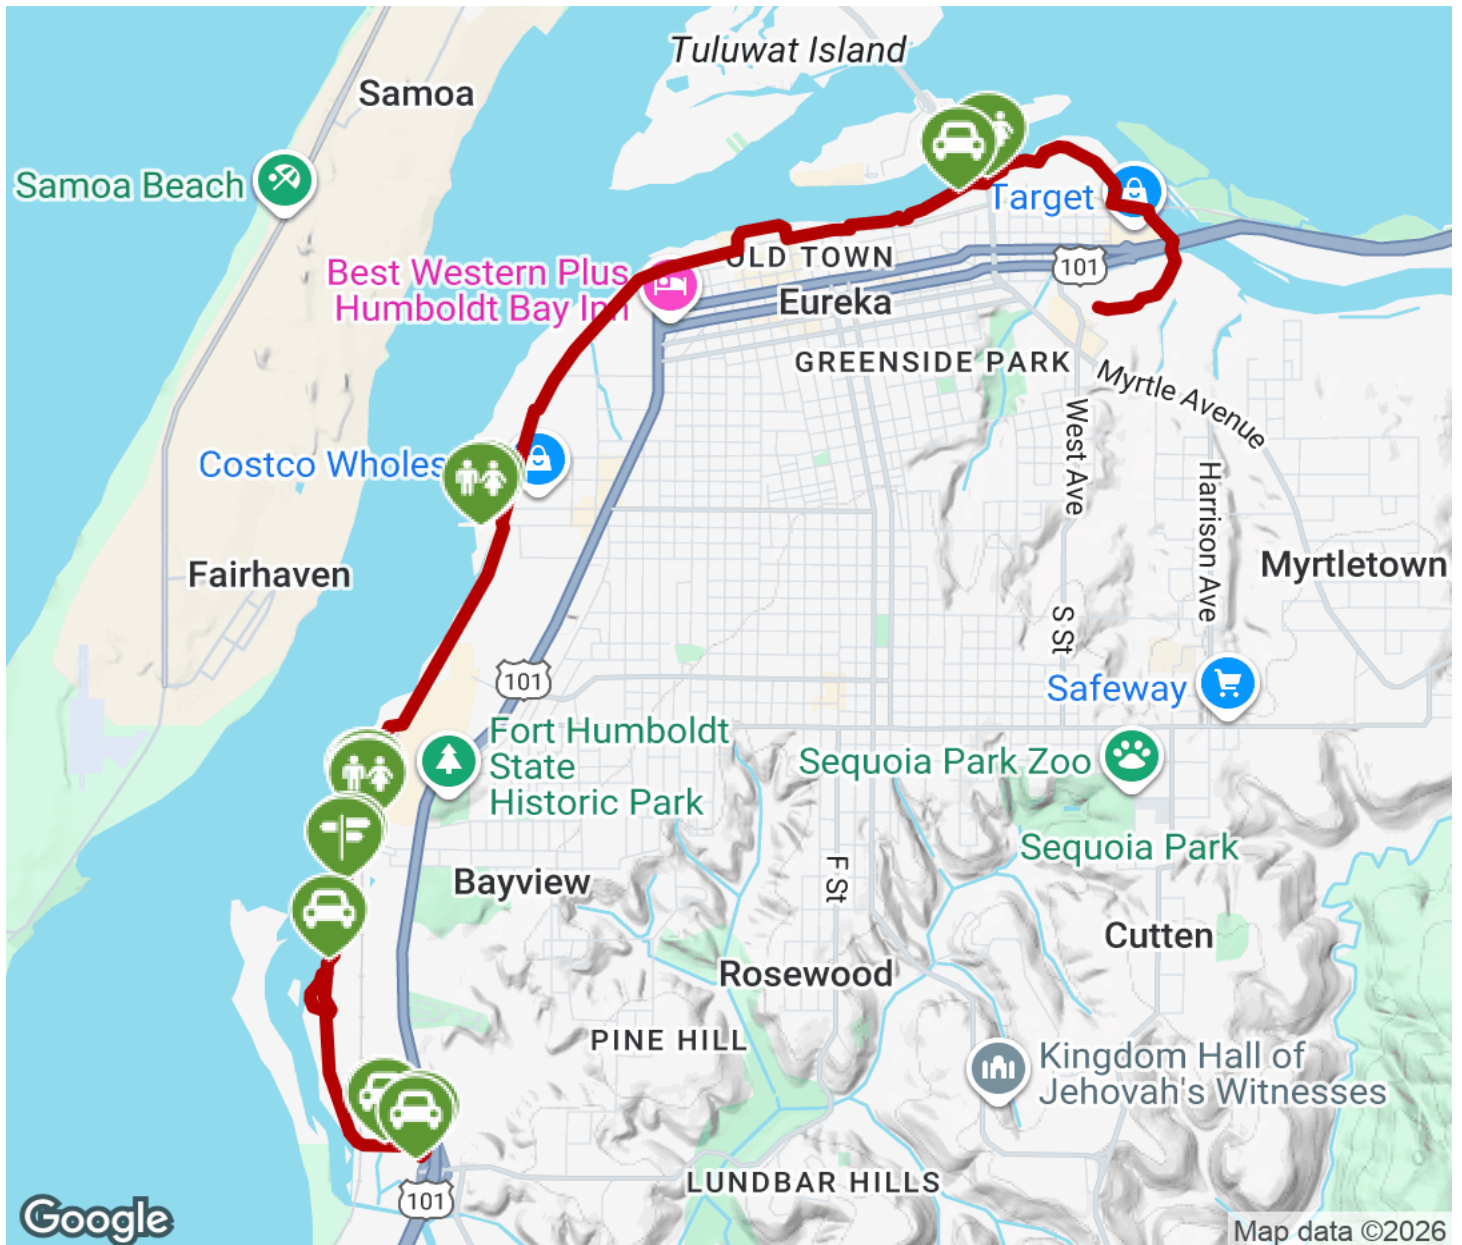 Tuluwat Island
Samoa
Samoa Beach
Target
OLD TOWN
101
Best Western Plus
Humboldt Bay Inn
Eureka
GREENSIDE PARK
Myrtle Avenue
West Ave
Costco Wholes
Harrison Ave
Fairhaven
Myrtletown
S St
101
Safeway
Fort Humboldt
State
Historic Park
Sequoia Park Zoo
Sequoia Park
Bayview
F St
Cutten
Rosewood
PINE HILL
Kingdom Hall of
Jehovah's Witnesses
LUNDBAR HILLS
101
Google
Map data ©2026